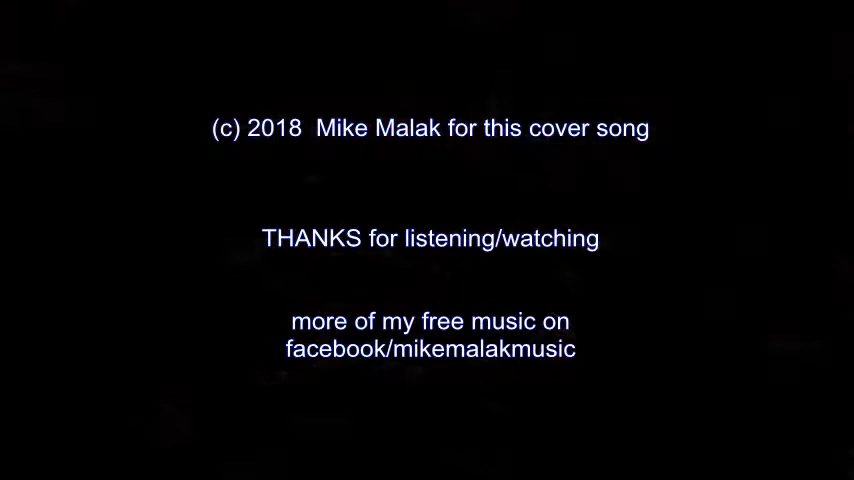 (c) 2018  Mike Malak for this cover song
THANKS for listening/watching
more of my free music on
facebook/mikemalakmusic